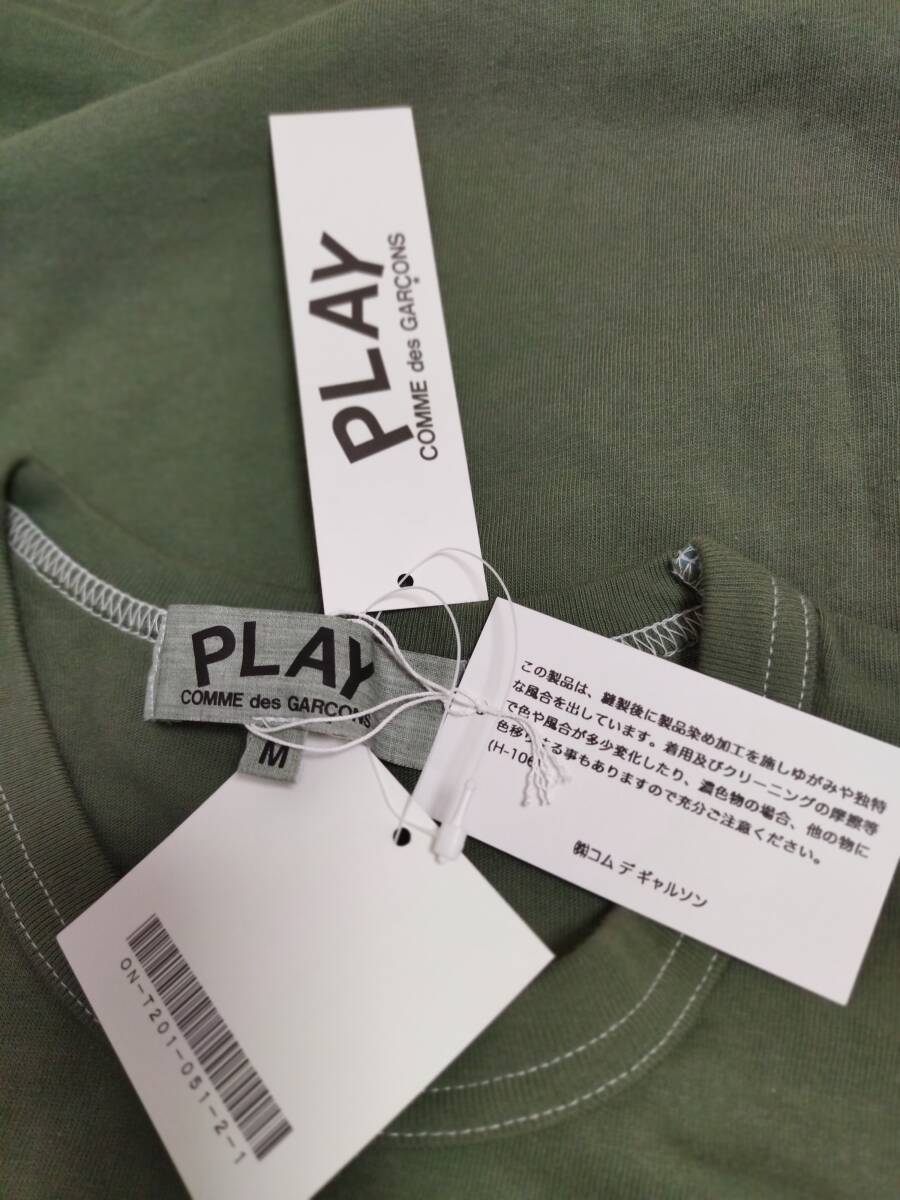 PLAY
COMME des GARÇONS
PLAY
COMME des GARÇONS
M
この製品は、縫製後に製品染め加工を施しゆがみや独特
な風合を出しています。着用及びクリーニングの摩擦等
で色や風合が多少変化したり、濃色物の場合、他の物に
色移りする事もありますので充分ご注意ください。
(H-106
㈱コム デ ギャルソン
ON-T201-051-2-1